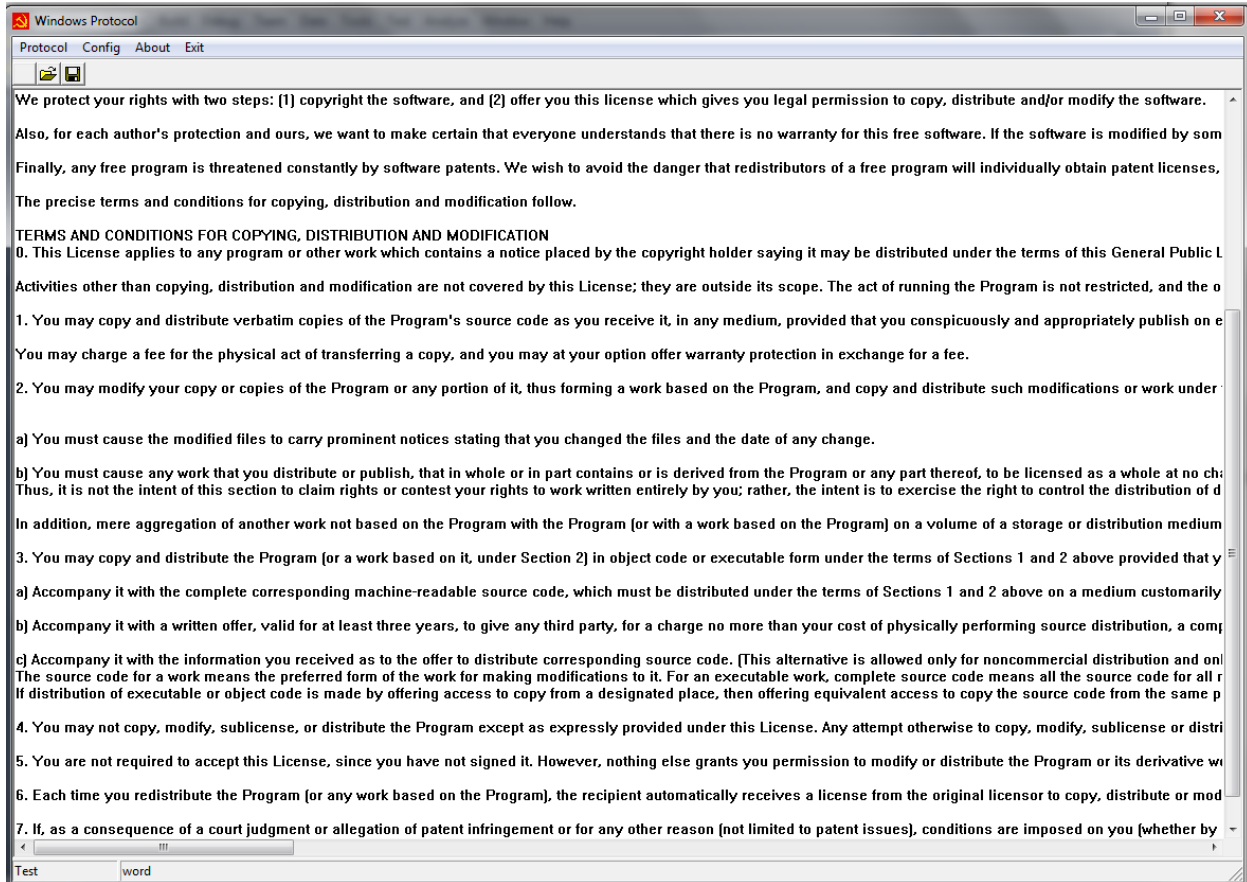 Windows Protocol
Protocol Config About Exit
We protect your rights with two steps: (1) copyright the software, and (2) offer you this license which gives you legal permission to copy, distribute and/or modify the software.
Also, for each author's protection and ours, we want to make certain that everyone understands that there is no warranty for this free software. If the software is modified by som
Finally, any free program is threatened constantly by software patents. We wish to avoid the danger that redistributors of a free program will individually obtain patent licenses,
The precise terms and conditions for copying, distribution and modification follow.
TERMS AND CONDITIONS FOR COPYING, DISTRIBUTION AND MODIFICATION
0. This License applies to any program or other work which contains a notice placed by the copyright holder saying it may be distributed under the terms of this General Public L
Activities other than copying, distribution and modification are not covered by this License; they are outside its scope. The act of running the Program is not restricted, and the o
1. You may copy and distribute verbatim copies of the Program's source code as you receive it, in any medium, provided that you conspicuously and appropriately publish on e
You may charge a fee for the physical act of transferring a copy, and you may at your option offer warranty protection in exchange for a fee.
2. You may modify your copy or copies of the Program or any portion of it, thus forming a work based on the Program, and copy and distribute such modifications or work under
a) You must cause the modified files to carry prominent notices stating that you changed the files and the date of any change.
b) You must cause any work that you distribute or publish, that in whole or in part contains or is derived from the Program or any part thereof, to be licensed as a whole at no cha
Thus, it is not the intent of this section to claim rights or contest your rights to work written entirely by you; rather, the intent is to exercise the right to control the distribution of d
In addition, mere aggregation of another work not based on the Program with the Program (or with a work based on the Program) on a volume of a storage or distribution medium
3. You may copy and distribute the Program (or a work based on it, under Section 2) in object code or executable form under the terms of Sections 1 and 2 above provided that y
a) Accompany it with the complete corresponding machine-readable source code, which must be distributed under the terms of Sections 1 and 2 above on a medium customarily
b) Accompany it with a written offer, valid for at least three years, to give any third party, for a charge no more than your cost of physically performing source distribution, a comp
c) Accompany it with the information you received as to the offer to distribute corresponding source code. (This alternative is allowed only for noncommercial distribution and onl
The source code for a work means the preferred form of the work for making modifications to it. For an executable work, complete source code means all the source code for all
If distribution of executable or object code is made by offering access to copy from a designated place, then offering equivalent access to copy the source code from the same p
4. You may not copy, modify, sublicense, or distribute the Program except as expressly provided under this License. Any attempt otherwise to copy, modify, sublicense or distri
5. You are not required to accept this License, since you have not signed it. However, nothing else grants you permission to modify or distribute the Program or its derivative w
6. Each time you redistribute the Program (or any work based on the Program), the recipient automatically receives a license from the original licensor to copy, distribute or mod
7. If, as a consequence of a court judgment or allegation of patent infringement or for any other reason (not limited to patent issues), conditions are imposed on you (whether by
Test word